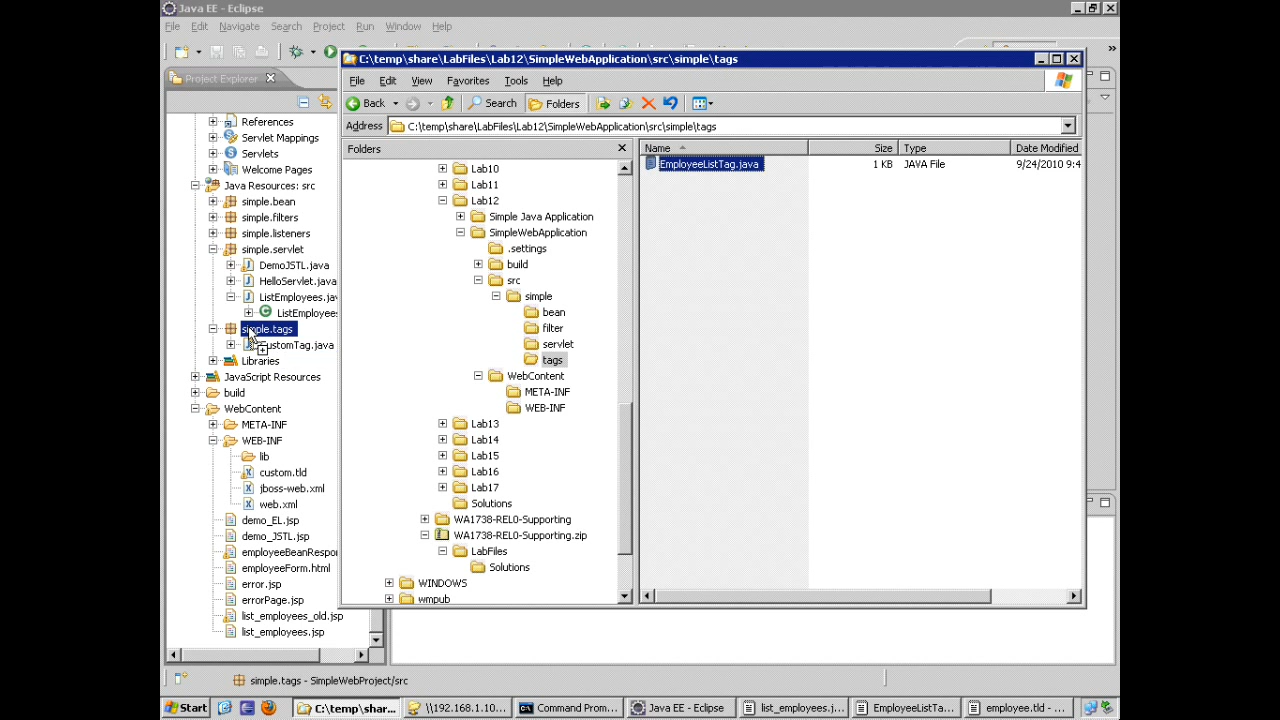 Java EE - Eclipse
File Edit Navigate Search Project Run Window Help
C:\temp\share\LabFiles\Lab12\SimpleWebApplication\src\simple\tags
File Edit View Favorites Tools Help
Back Search Folders
Address C:\temp\share\LabFiles\Lab12\SimpleWebApplication\src\simple\tags
Project Explorer
References
Servlet Mappings
Servlets
Welcome Pages
Java Resources: src
simple.bean
simple.filters
simple.listeners
simple.servlet
DemoJSTL.java
HelloServlet.java
ListEmployees.jav
ListEmployees
simple.tags
CustomTag.java
Libraries
JavaScript Resources
build
WebContent
META-INF
WEB-INF
lib
custom.tld
jboss-web.xml
web.xml
demo_EL.jsp
demo_JSTL.jsp
employeeBeanRespon
employeeForm.html
error.jsp
errorPage.jsp
list_employees_old.jsp
list_employees.jsp
Folders
Lab10
Lab11
Lab12
Simple Java Application
SimpleWebApplication
.settings
build
src
simple
bean
filter
servlet
tags
WebContent
META-INF
WEB-INF
Lab13
Lab14
Lab15
Lab16
Lab17
Solutions
WA1738-REL0-Supporting
WA1738-REL0-Supporting.zip
LabFiles
Solutions
WINDOWS
wmpub
Name Size Type Date Modified
EmployeeListTag.java 1 KB JAVA File 9/24/2010 9:4
simple.tags - SimpleWebProject/src
Start C:\temp\shar... \\192.168.1.10... Command Prom... Java EE - Eclipse list_employees.j... EmployeeListTa... employee.tld - ...